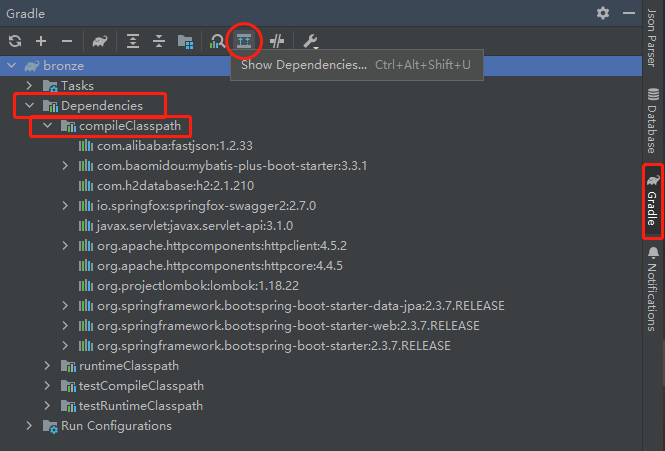 Gradle
Show Dependencies... Ctrl+Alt+Shift+U
bronze
Tasks
Dependencies
compileClasspath
com.alibaba:fastjson:1.2.33
com.baomidou:mybatis-plus-boot-starter:3.3.1
com.h2database:h2:2.1.210
io.springfox:springfox-swagger2:2.7.0
javax.servlet:javax.servlet-api:3.1.0
org.apache.httpcomponents:httpclient:4.5.2
org.apache.httpcomponents:httpcore:4.4.5
org.projectlombok:lombok:1.18.22
org.springframework.boot:spring-boot-starter-data-jpa:2.3.7.RELEASE
org.springframework.boot:spring-boot-starter-web:2.3.7.RELEASE
org.springframework.boot:spring-boot-starter:2.3.7.RELEASE
runtimeClasspath
testCompileClasspath
testRuntimeClasspath
Run Configurations
Json Parser
Database
Gradle
Notifications